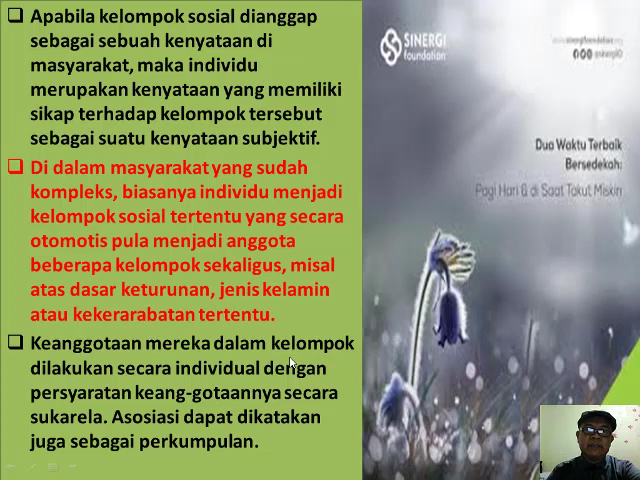 Apabila kelompok sosial dianggap
sebagai sebuah kenyataan di
masyarakat, maka individu
merupakan kenyataan yang memiliki
sikap terhadap kelompok tersebut
sebagai suatu kenyataan subjektif.
Di dalam masyarakat yang sudah
kompleks, biasanya individu menjadi
kelompok sosial tertentu yang secara
otomotis pula menjadi anggota
beberapa kelompok sekaligus, misal
atas dasar keturunan, jenis kelamin
atau kekerarabatan tertentu.
Keanggotaan mereka dalam kelompok
dilakukan secara individual dengan
persyaratan keang-gotaannya secara
sukarela. Asosiasi dapat dikatakan
juga sebagai perkumpulan.
SINERGI
foundation
Dua Waktu Terbaik
Bersedekah:
Pagi Hari & di Saat Takut Miskin